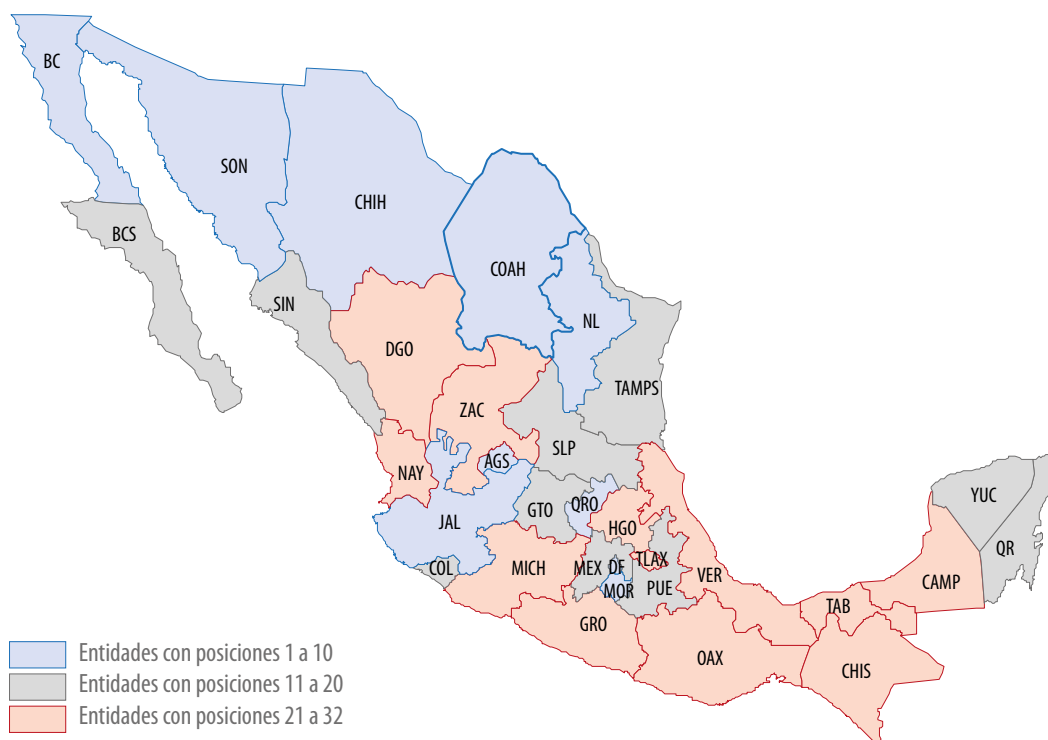 BC
SON
CHIH
BCS
COAH
SIN
NL
DGO
TAMPS
ZAC
SLP
AGS
NAY
YUC
QRO
GTO
JAL
HGO
QR
TLAX
COL
MICH
MEX
DF
VER
CAMP
MOR
PUE
TAB
GRO
OAX
CHIS
Entidades con posiciones 1 a 10
Entidades con posiciones 11 a 20
Entidades con posiciones 21 a 32